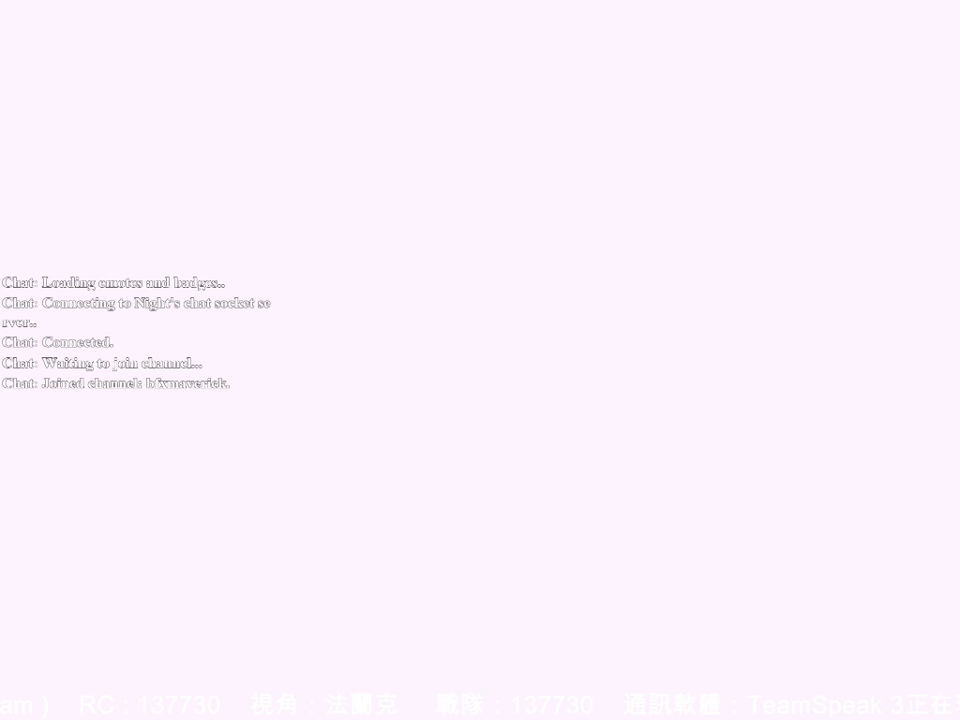 Chat: Loading emotes and badges..
Chat: Connecting to Night's chat socket se
rver..
Chat: Connected.
Chat: Waiting to join channel...
Chat: Joined channel: bfxmaverick.
am )　RC : 137730　視角 : 法蘭克　戰隊 : 137730　通訊軟體 : TeamSpeak 3正在